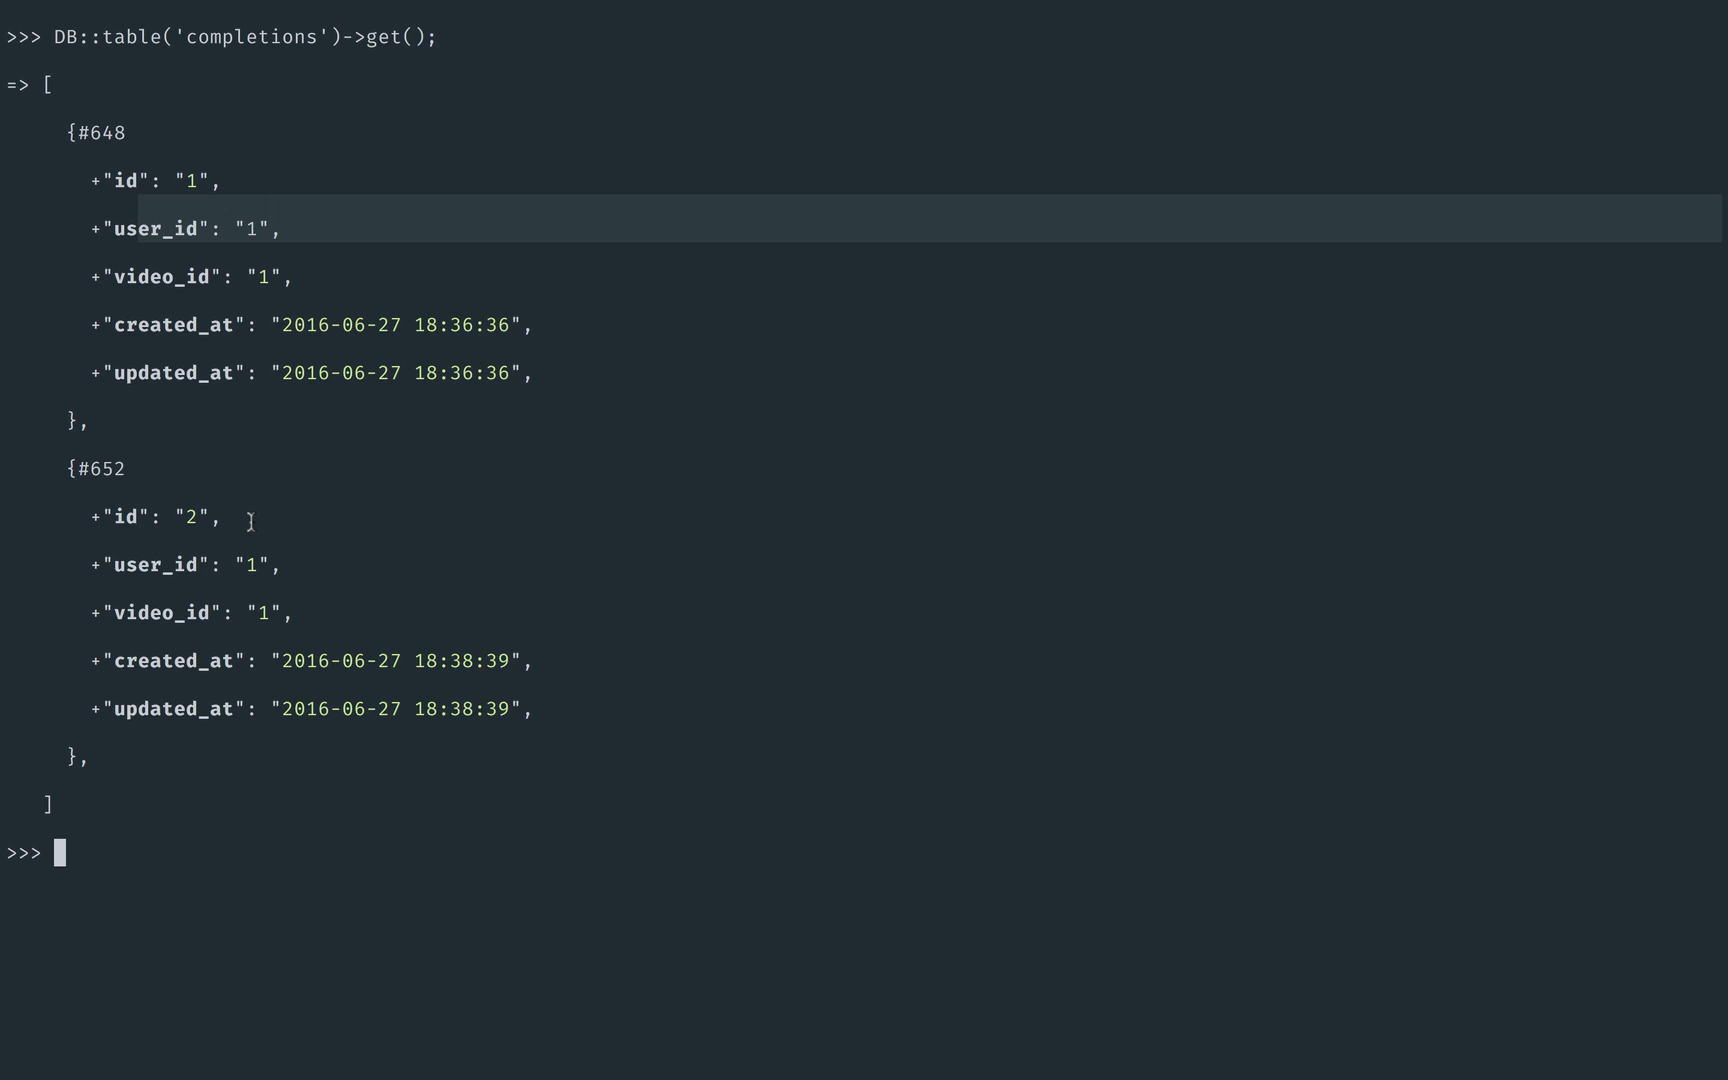 >>> DB::table('completions')->get();
=> [
{#648
+"id": "1",
+"user_id": "1",
+"video_id": "1",
+"created_at": "2016-06-27 18:36:36",
+"updated_at": "2016-06-27 18:36:36",
},
{#652
+"id": "2",
+"user_id": "1",
+"video_id": "1",
+"created_at": "2016-06-27 18:38:39",
+"updated_at": "2016-06-27 18:38:39",
},
]
>>>